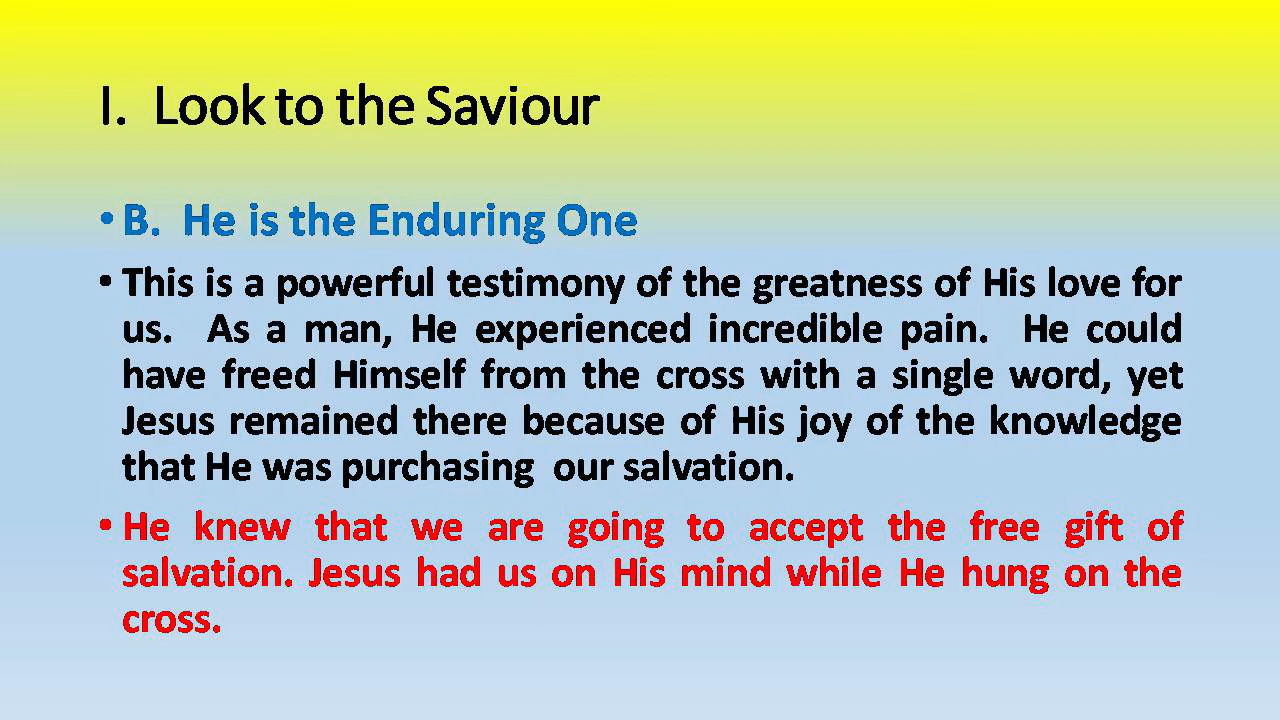 I. Look to the Saviour
• B. He is the Enduring One
• This is a powerful testimony of the greatness of His love for
us. As a man, He experienced incredible pain. He could
have freed Himself from the cross with a single word, yet
Jesus remained there because of His joy of the knowledge
that He was purchasing our salvation.
• He knew that we are going to accept the free gift of
salvation. Jesus had us on His mind while He hung on the
cross.